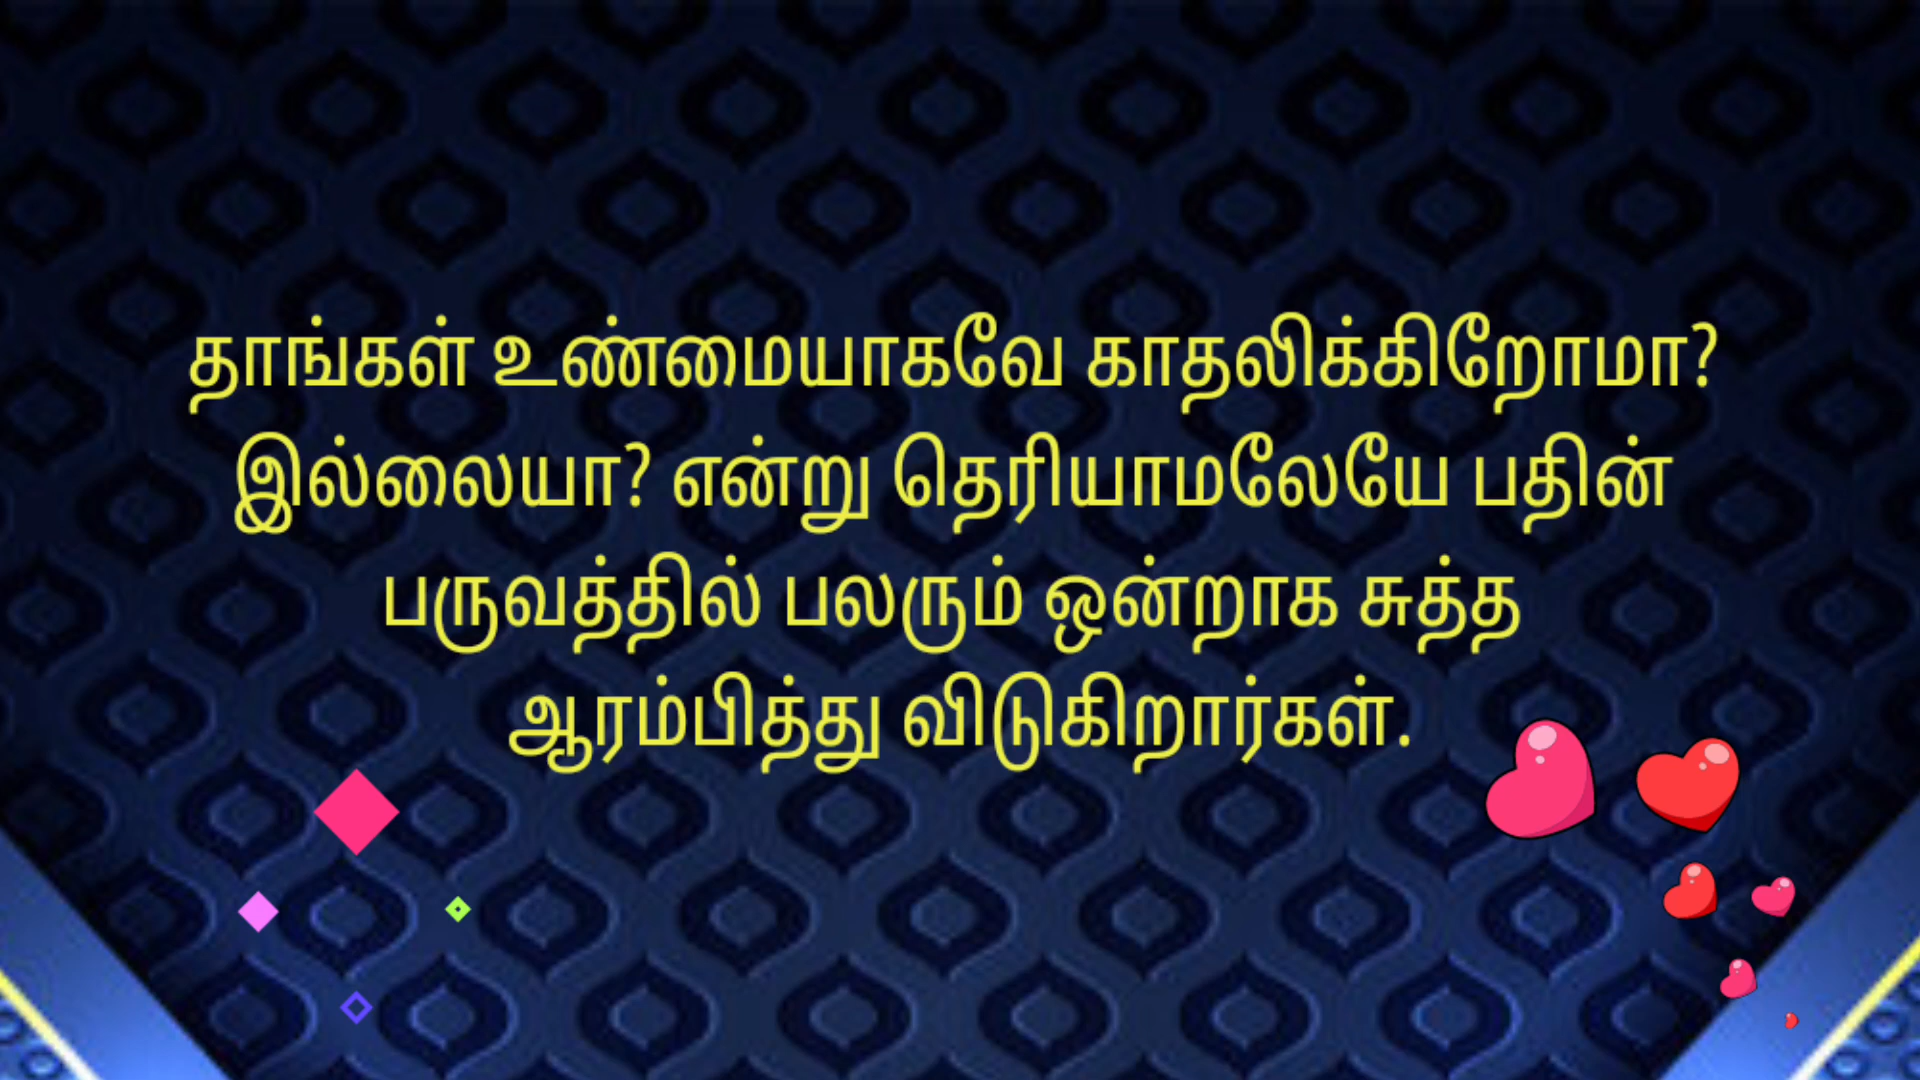 தாங்கள் உண்மையாகவே காதலிக்கிறோமா?
இல்லையா? என்று தெரியாமலேயே பதின்
பருவத்தில் பலரும் ஒன்றாக சுத்த
ஆரம்பித்து விடுகிறார்கள்.